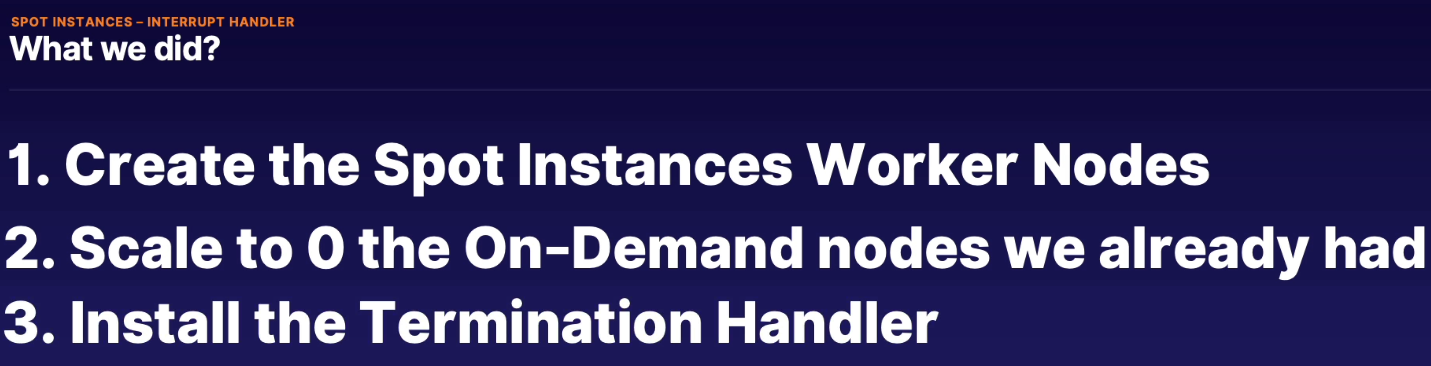 SPOT INSTANCES – INTERRUPT HANDLER
What we did?
1. Create the Spot Instances Worker Nodes
2. Scale to 0 the On-Demand nodes we already had
3. Install the Termination Handler